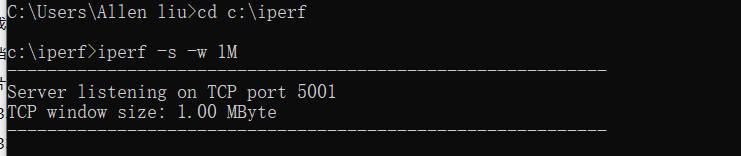 C:\Users\Allen liu>cd c:\iperf
c:\iperf>iperf -s -w 1M
------------------------------------------------------------
Server listening on TCP port 5001
TCP window size: 1.00 MByte
------------------------------------------------------------